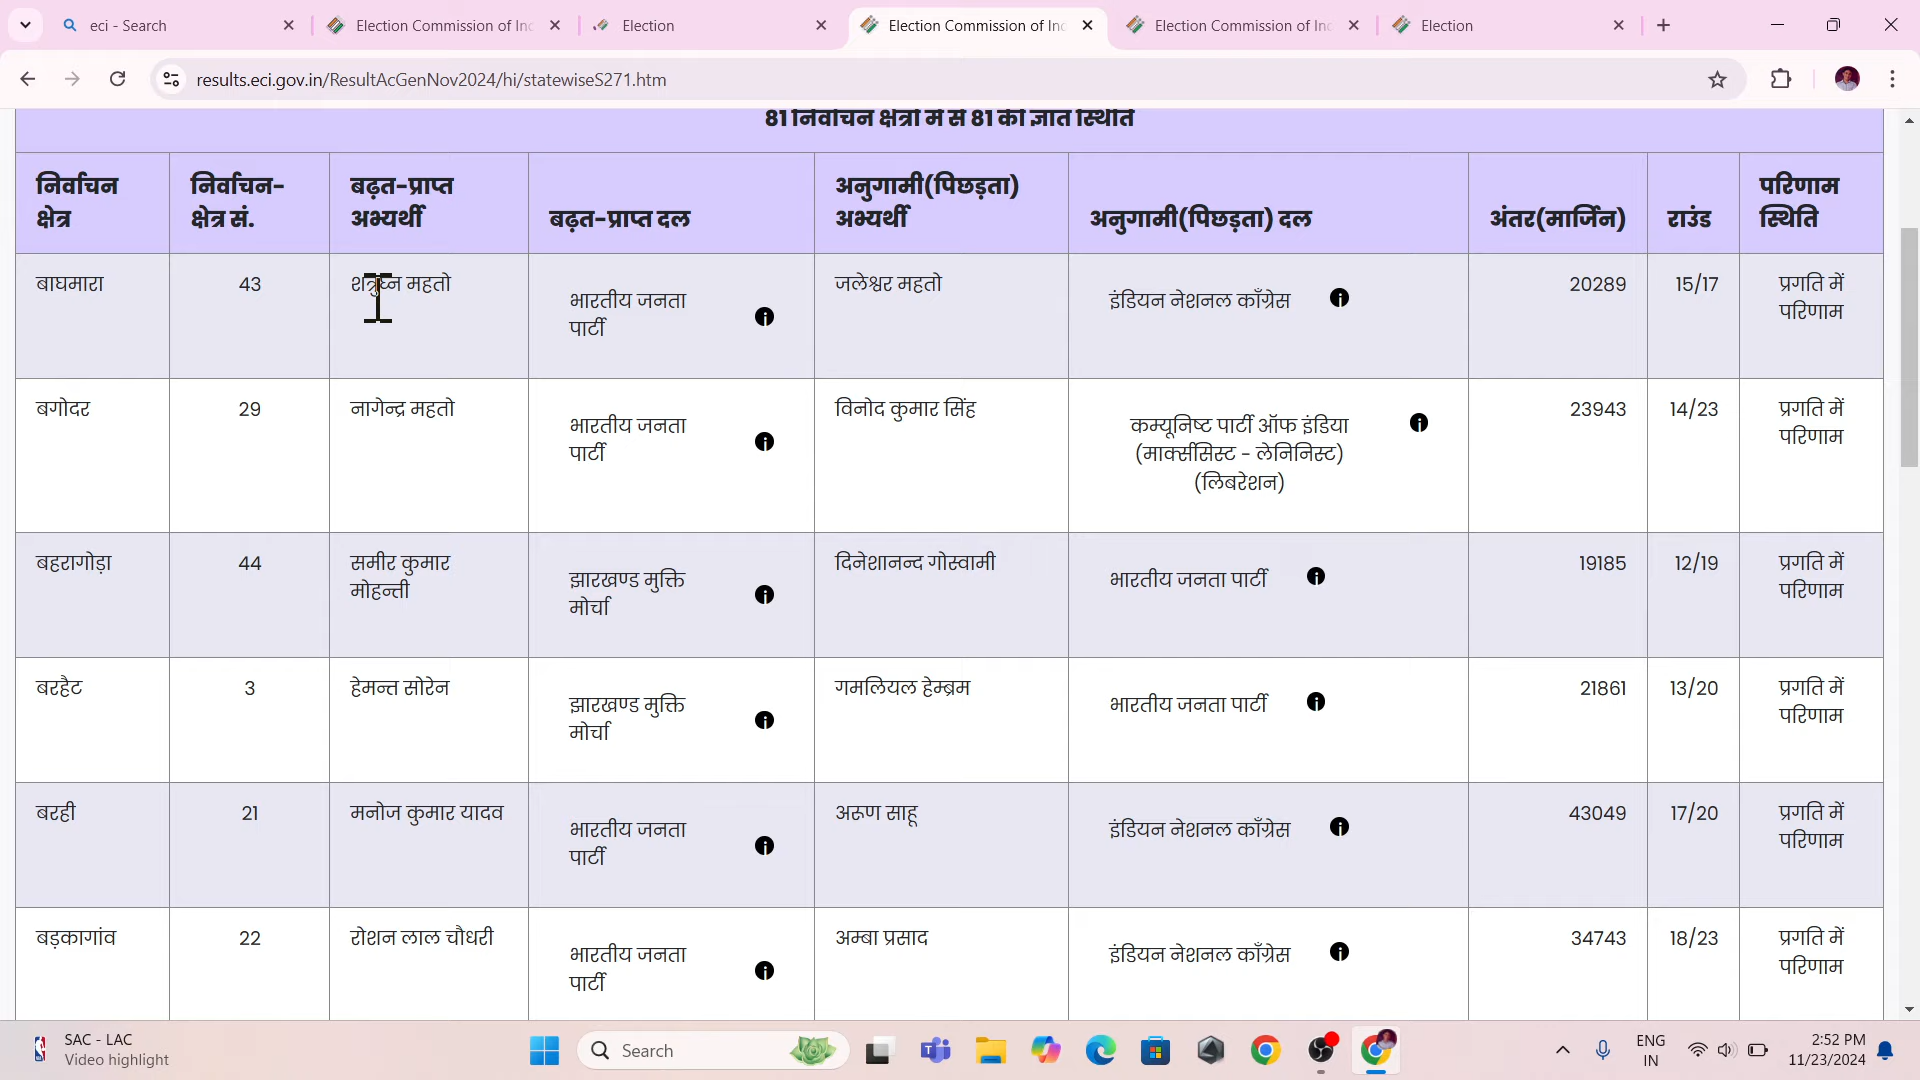 eci - Search
Election Commission of Inc
Election
Election Commission of Inc
Election Commission of Inc
Election
results.eci.gov.in/ResultAcGenNov2024/hi/statewiseS271.htm
81 निर्वाचन क्षेत्रों में से 81 की ज्ञात स्थिति
निर्वाचन
क्षेत्र
निर्वाचन-
क्षेत्र सं.
बढ़त-प्राप्त
अभ्यर्थी
बढ़त-प्राप्त दल
अनुगामी(पिछड़ता)
अभ्यर्थी
अनुगामी(पिछड़ता) दल
अंतर(मार्जिन)
राउंड
परिणाम
स्थिति
बाघमारा
43
शत्रुघ्न महतो
भारतीय जनता
पार्टी
जलेश्वर महतो
इंडियन नेशनल काँग्रेस
20289
15/17
प्रगति में
परिणाम
बगोदर
29
नागेन्द्र महतो
भारतीय जनता
पार्टी
विनोद कुमार सिंह
कम्यूनिष्ट पार्टी ऑफ इंडिया
(मार्क्ससिस्ट - लेनिनिस्ट)
(लिबरेशन)
23943
14/23
प्रगति में
परिणाम
बहरागोड़ा
44
समीर कुमार
मोहन्ती
झारखण्ड मुक्ति
मोर्चा
दिनेशानन्द गोस्वामी
भारतीय जनता पार्टी
19185
12/19
प्रगति में
परिणाम
बरहैट
3
हेमन्त सोरेन
झारखण्ड मुक्ति
मोर्चा
गमलियल हेम्ब्रम
भारतीय जनता पार्टी
21861
13/20
प्रगति में
परिणाम
बरही
21
मनोज कुमार यादव
भारतीय जनता
पार्टी
अरूण साहू
इंडियन नेशनल काँग्रेस
43049
17/20
प्रगति में
परिणाम
बड़कागांव
22
रोशन लाल चौधरी
भारतीय जनता
पार्टी
अम्बा प्रसाद
इंडियन नेशनल काँग्रेस
34743
18/23
प्रगति में
परिणाम
SAC - LAC
Video highlight
Search
ENG
IN
2:52 PM
11/23/2024